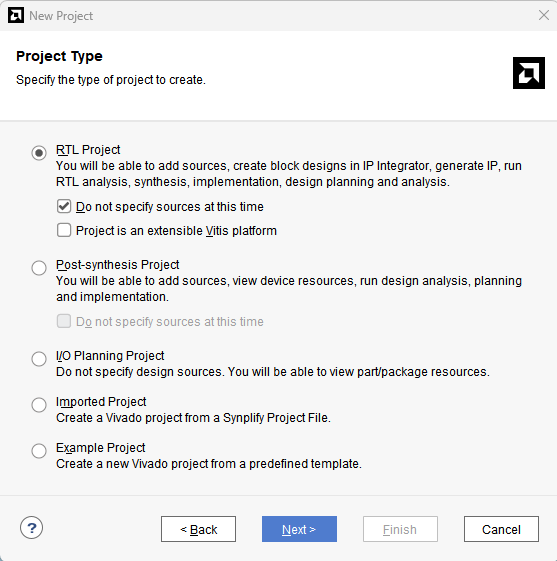 New Project
Project Type
Specify the type of project to create.
RTL Project
You will be able to add sources, create block designs in IP Integrator, generate IP, run
RTL analysis, synthesis, implementation, design planning and analysis.
Do not specify sources at this time
Project is an extensible Vitis platform
Post-synthesis Project
You will be able to add sources, view device resources, run design analysis, planning
and implementation.
Do not specify sources at this time
I/O Planning Project
Do not specify design sources. You will be able to view part/package resources.
Imported Project
Create a Vivado project from a Synplify Project File.
Example Project
Create a new Vivado project from a predefined template.
?
< Back
Next >
Finish
Cancel